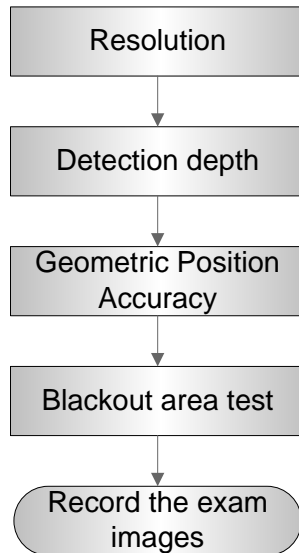 Resolution
Detection depth
Geometric Position
Accuracy
Blackout area test
Record the exam
images